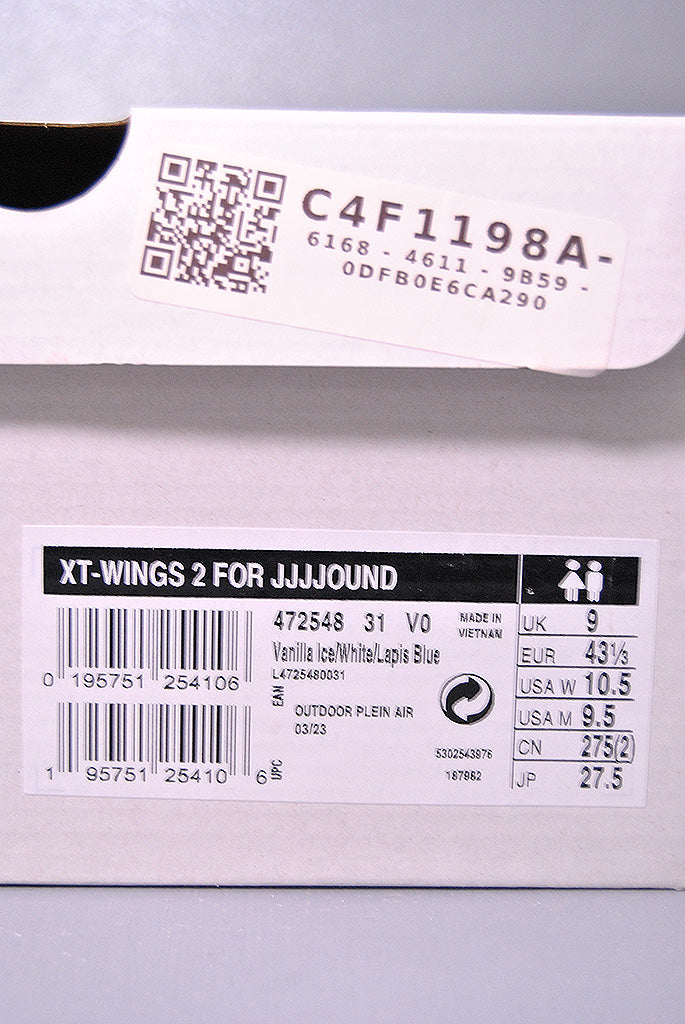 C4F1198A-
6168 - 4611 - 9B59 -
0DFB0E6CA290
XT-WINGS 2 FOR JJJJOUND
472548 31 V0
MADE IN
VIETNAM
Vanilla Ice/White/Lapis Blue
L4725480031
0 195751 254106
EAN
OUTDOOR PLEIN AIR
03/23
5302543976
187982
1 95751 25410 6
UPC
UK 9
EUR 43⅓
USA W 10.5
USA M 9.5
CN 275(2)
JP 27.5